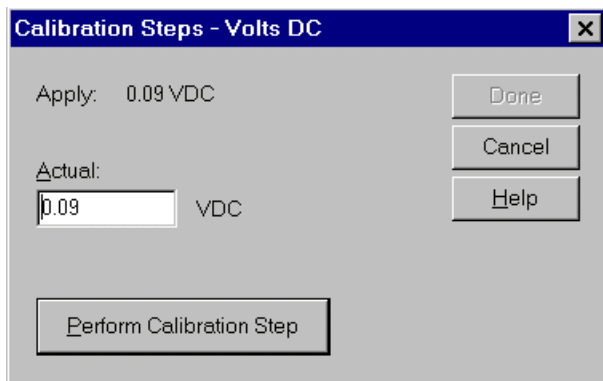 Calibration Steps - Volts DC
Apply: 0.09 VDC
Done
Cancel
Actual:
Help
0.09 VDC
Perform Calibration Step